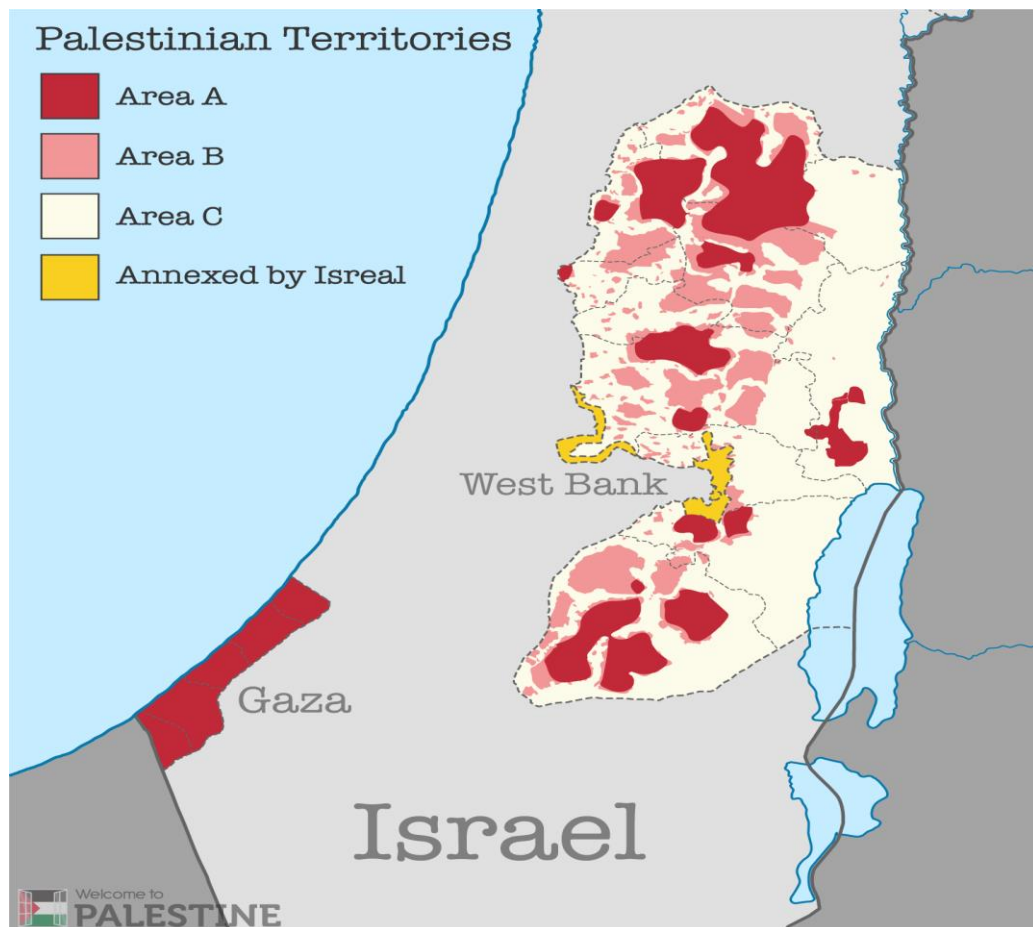 Palestinian Territories
Area A
Area B
Area C
Annexed by Isreal
West Bank
Gaza
Israel
Welcome to
PALESTINE